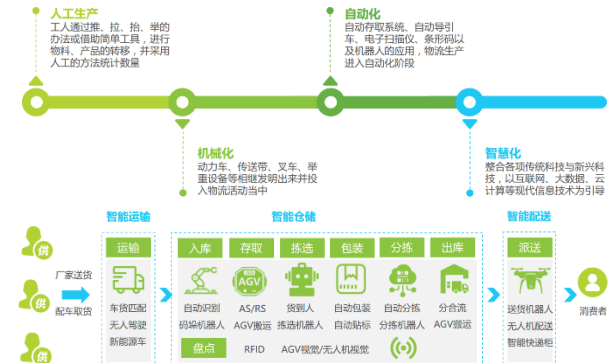 人工生产
工人通过推、拉、抬、举的
办法或借助简单工具，进行
物料、产品的转移，并采用
人工的方法统计数量
自动化
自动存取系统、自动导引
车、电子扫描仪、条形码以
及机器人的应用，物流生产
进入自动化阶段
机械化
动力车、传送带、叉车、举
重设备等相继发明出来并投
入物流活动当中
智慧化
整合各项传统科技与新兴科
技，以互联网、大数据、云
计算等现代信息技术为引导
智能运输
智能仓储
智能配送
供
供
供
厂家送货
配车取货
运输
车货匹配
无人驾驶
新能源车
入库 存取 拣选 包装 分拣 出库
AGV
自动识别 AS/RS 货到人 自动包装 自动分拣 分合流
码垛机器人 AGV搬运 拣选机器人 自动贴标 分拣机器人 AGV搬运
盘点 RFID AGV视觉/无人机视觉
派送
送货机器人
无人机配送
智能快递柜
消费者